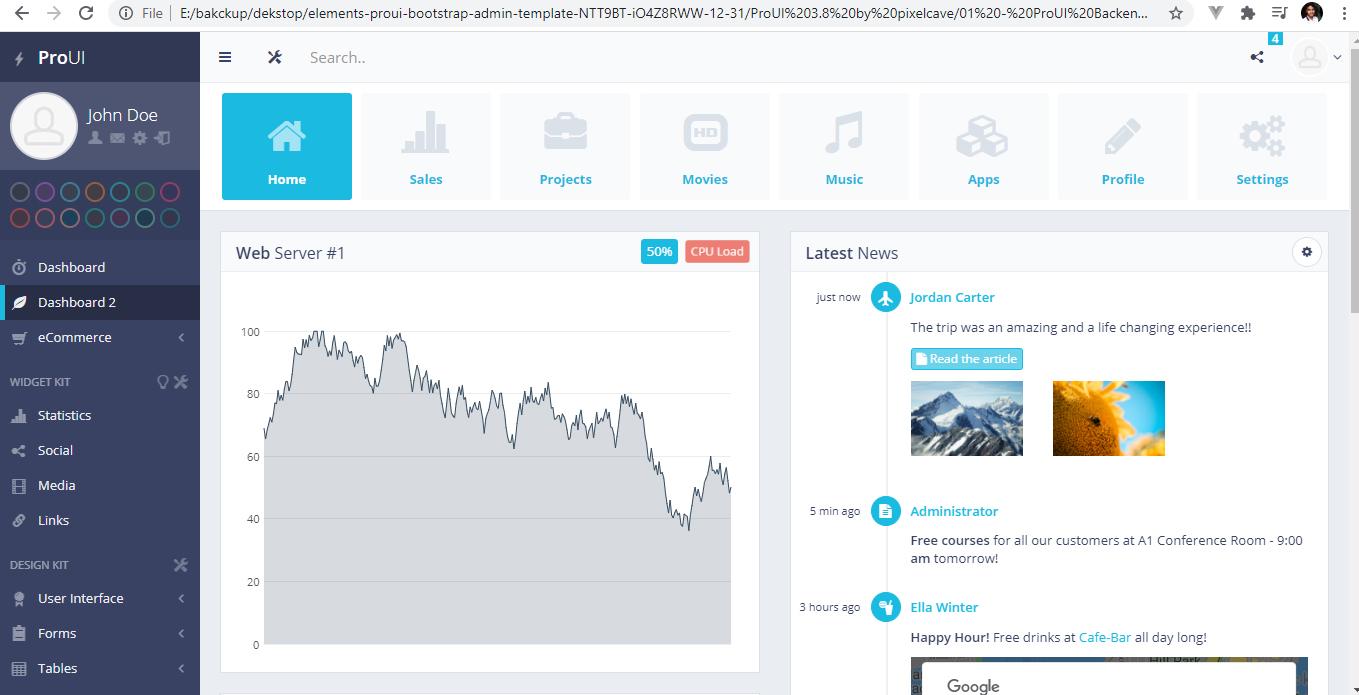 File
E:/bakckup/dekstop/elements-proui-bootstrap-admin-template-NTT9BT-iO4Z8RWW-12-31/ProUI%203.8%20by%20pixelcave/01%20-%20ProUI%20Backen...
ProUI
Search..
4
John Doe
Home
Sales
Projects
HD
Movies
Music
Apps
Profile
Settings
Dashboard
Dashboard 2
eCommerce
WIDGET KIT
Statistics
Social
Media
Links
DESIGN KIT
User Interface
Forms
Tables
Web Server #1
50%
CPU Load
100
80
60
40
20
0
Latest News
just now
Jordan Carter
The trip was an amazing and a life changing experience!!
Read the article
5 min ago
Administrator
Free courses for all our customers at A1 Conference Room - 9:00
am tomorrow!
3 hours ago
Ella Winter
Happy Hour! Free drinks at Cafe-Bar all day long!
Hill Park
Google